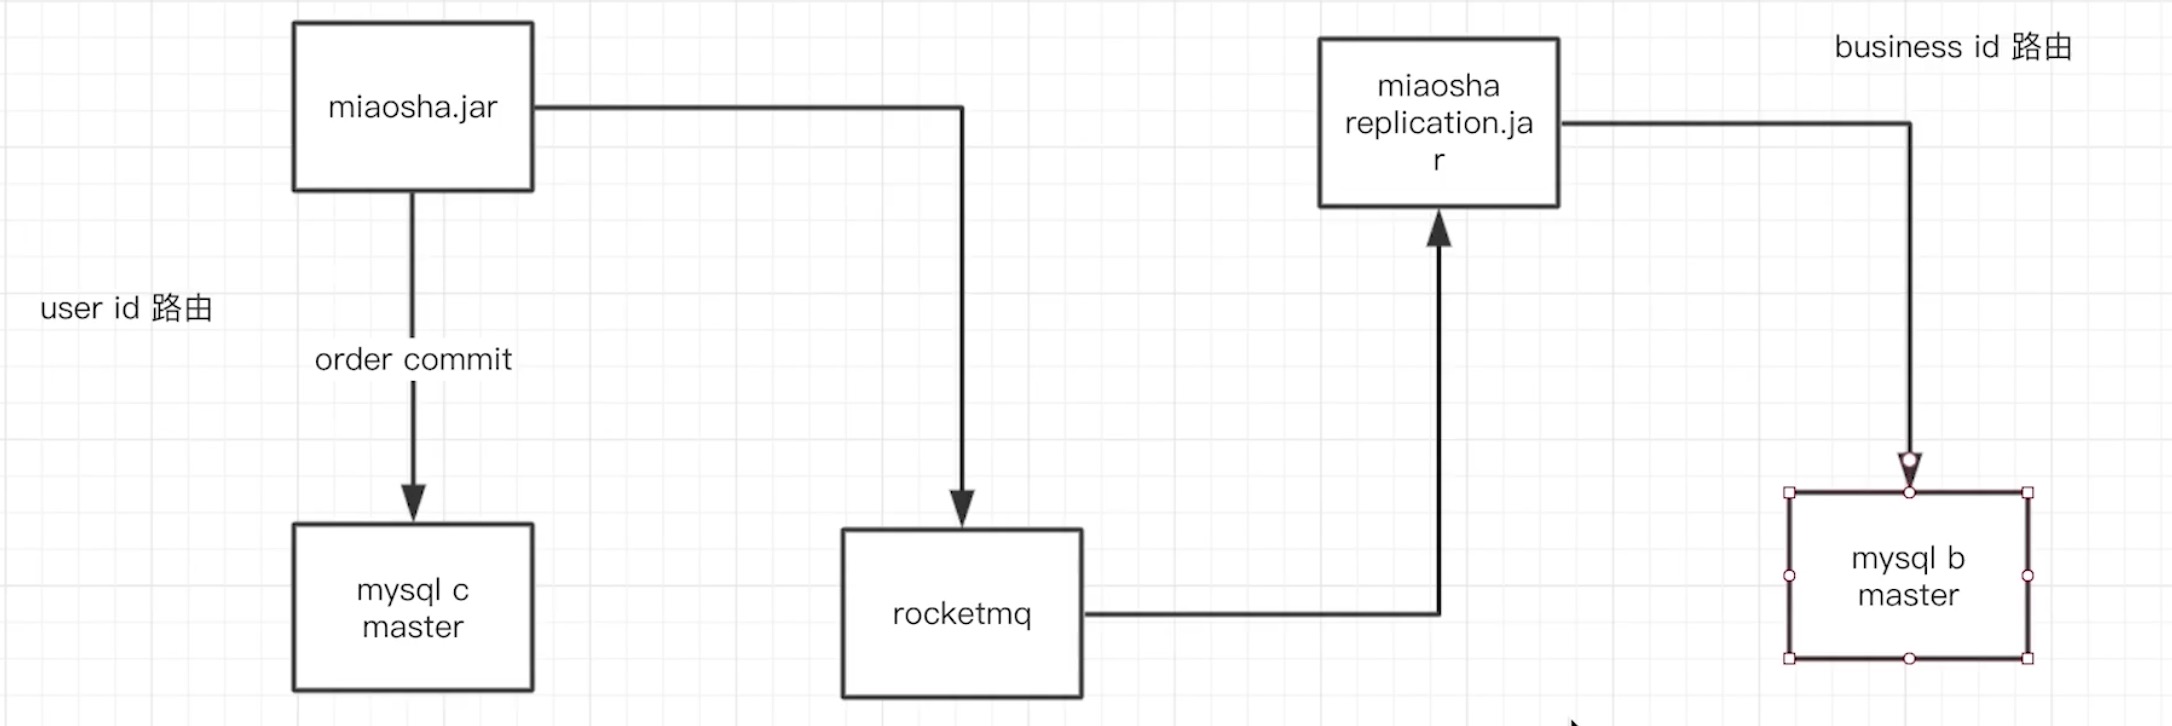 miaosha.jar
miaosha
replication.ja
r
business id 路由
user id 路由
order commit
mysql c
master
rocketmq
mysql b
master